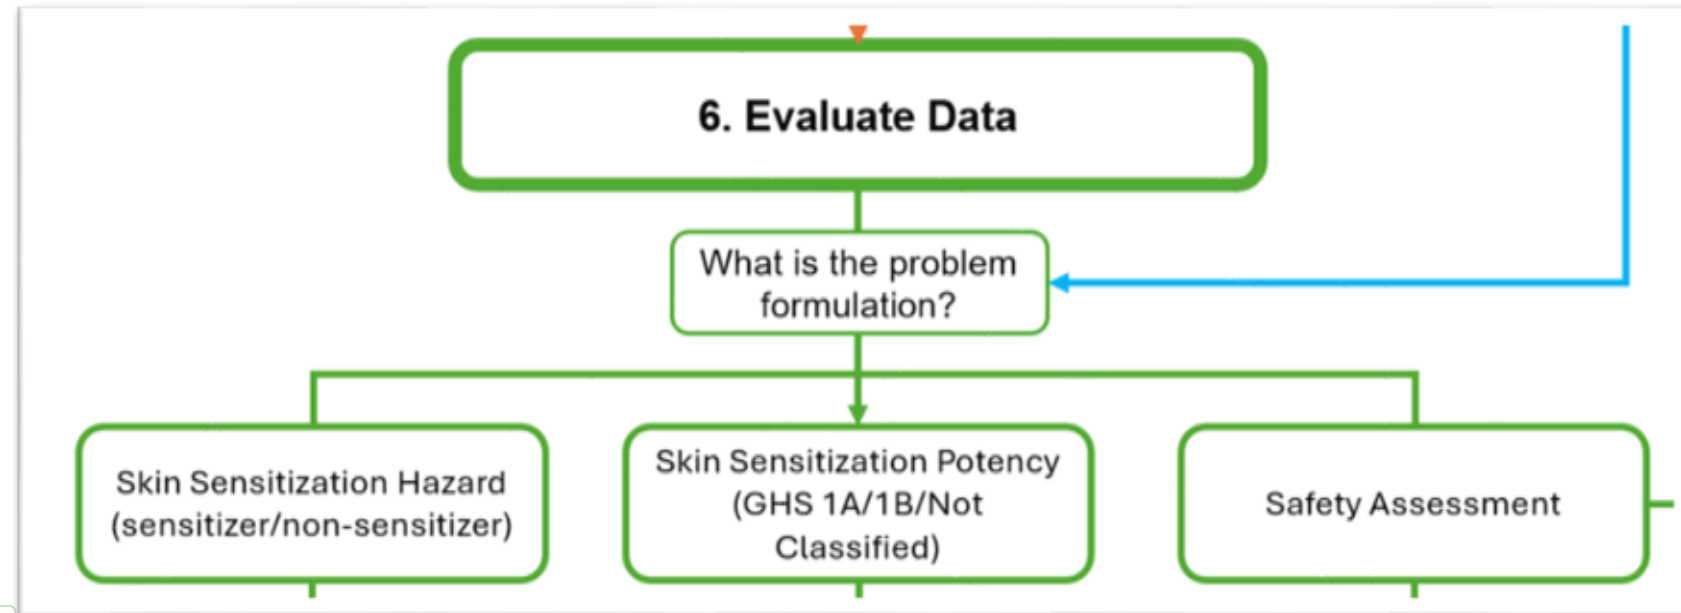 6. Evaluate Data
What is the problem
formulation?
Skin Sensitization Hazard
(sensitizer/non-sensitizer)
Skin Sensitization Potency
(GHS 1A/1B/Not
Classified)
Safety Assessment